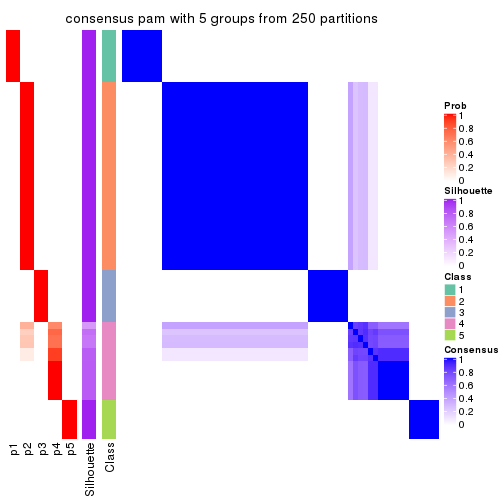 consensus pam with 5 groups from 250 partitions
Prob
1
0.8
0.6
0.4
0.2
0
Silhouette
1
0.8
0.6
0.4
0.2
0
Class
1
2
3
4
5
Consensus
1
0.8
0.6
0.4
0.2
0
p1
p2
p3
p4
p5
Silhouette
Class